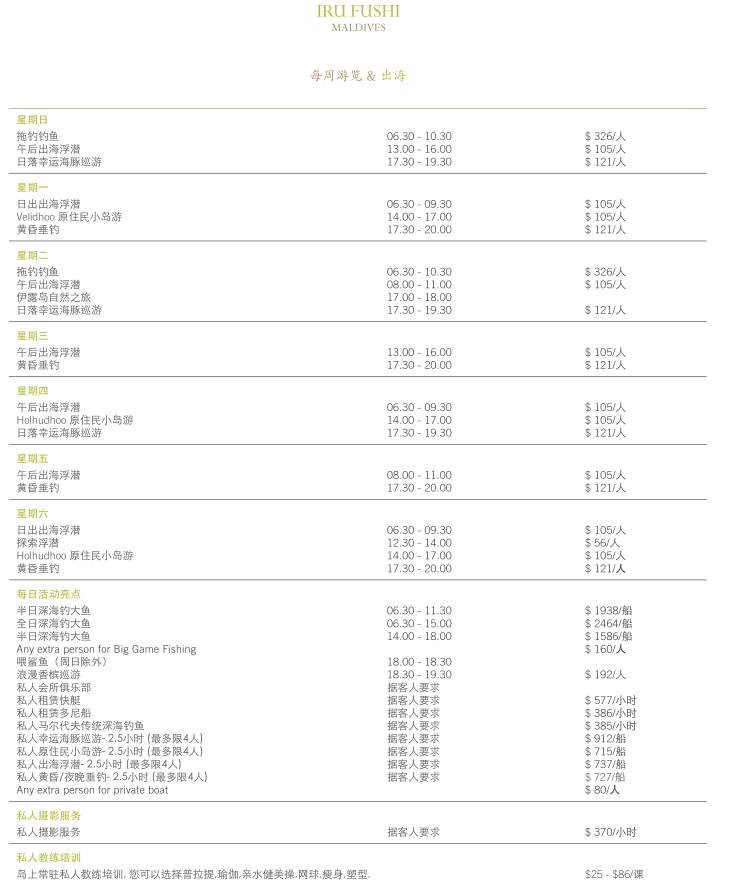 IRU FUSHI
MALDIVES
每周游览 & 出海
星期日
拖钓钓鱼 06.30 - 10.30 $ 326/人
午后出海浮潜 13.00 - 16.00 $ 105/人
日落幸运海豚巡游 17.30 - 19.30 $ 121/人
星期一
日出出海浮潜 06.30 - 09.30 $ 105/人
Velidhoo 原住民小岛游 14.00 - 17.00 $ 105/人
黄昏垂钓 17.30 - 20.00 $ 121/人
星期二
拖钓钓鱼 06.30 - 10.30 $ 326/人
午后出海浮潜 08.00 - 11.00 $ 105/人
伊露岛自然之旅 17.00 - 18.00
日落幸运海豚巡游 17.30 - 19.30 $ 121/人
星期三
午后出海浮潜 13.00 - 16.00 $ 105/人
黄昏垂钓 17.30 - 20.00 $ 121/人
星期四
午后出海浮潜 06.30 - 09.30 $ 105/人
Holhudhoo 原住民小岛游 14.00 - 17.00 $ 105/人
日落幸运海豚巡游 17.30 - 19.30 $ 121/人
星期五
午后出海浮潜 08.00 - 11.00 $ 105/人
黄昏垂钓 17.30 - 20.00 $ 121/人
星期六
日出出海浮潜 06.30 - 09.30 $ 105/人
探索浮潜 12.30 - 14.00 $ 56/人
Holhudhoo 原住民小岛游 14.00 - 17.00 $ 105/人
黄昏垂钓 17.30 - 20.00 $ 121/人
每日活动亮点
半日深海钓大鱼 06.30 - 11.30 $ 1938/船
全日深海钓大鱼 06.30 - 15.00 $ 2464/船
半日深海钓大鱼 14.00 - 18.00 $ 1586/船
Any extra person for Big Game Fishing $ 160/人
喂鲨鱼（周日除外） 18.00 - 18.30
浪漫香槟巡游 18.30 - 19.30 $ 192/人
私人会所俱乐部 据客人要求
私人租赁快艇 据客人要求 $ 577/小时
私人租赁多尼船 据客人要求 $ 386/小时
私人马尔代夫传统深海钓鱼 据客人要求 $ 385/小时
私人幸运海豚巡游- 2.5小时 (最多限4人) 据客人要求 $ 912/船
私人原住民小岛游- 2.5小时 (最多限4人) 据客人要求 $ 715/船
私人出海浮潜- 2.5小时 (最多限4人) 据客人要求 $ 737/船
私人黄昏/夜晚垂钓- 2.5小时 (最多限4人) 据客人要求 $ 727/船
Any extra person for private boat $ 80/人
私人摄影服务
私人摄影服务 据客人要求 $ 370/小时
私人教练培训
岛上常驻私人教练培训, 您可以选择普拉提,瑜伽,亲水健美操,网球,瘦身,塑型. $25 - $86/课